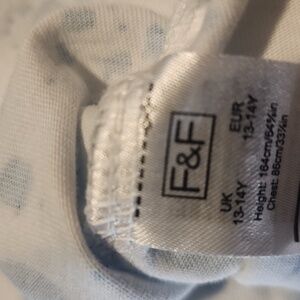 F&F
UK EUR
13-14Y 13-14Y
Height: 164cm/64½in
Chest: 85cm/33½in